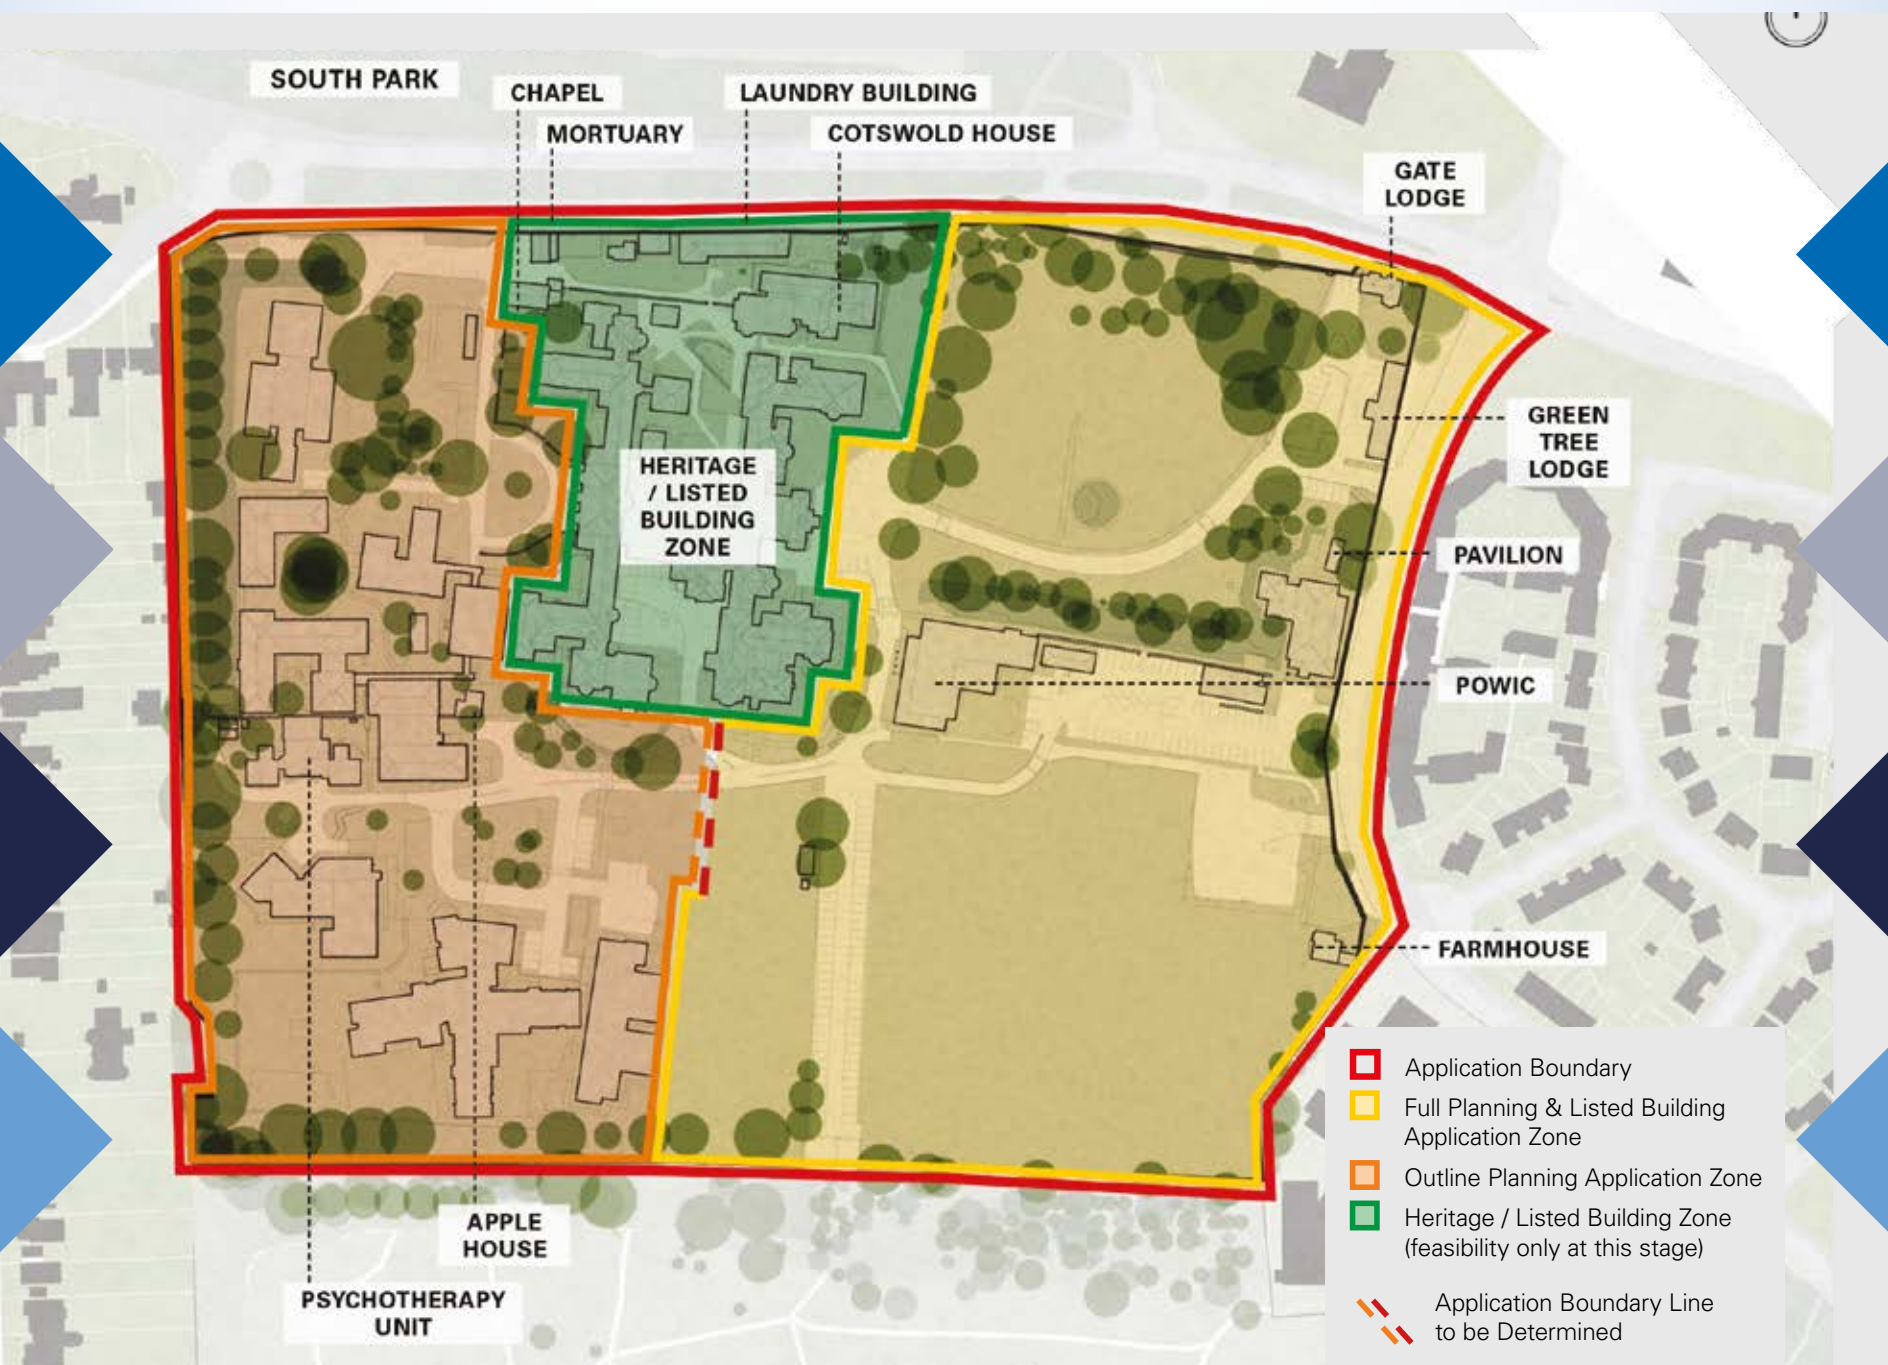 SOUTH PARK
CHAPEL
LAUNDRY BUILDING
MORTUARY
COTSWOLD HOUSE
GATE
LODGE
GREEN
TREE
LODGE
HERITAGE
/ LISTED
BUILDING
ZONE
PAVILION
POWIC
FARMHOUSE
APPLE
HOUSE
PSYCHOTHERAPY
UNIT
Application Boundary
Full Planning & Listed Building
Application Zone
Outline Planning Application Zone
Heritage / Listed Building Zone
(feasibility only at this stage)
Application Boundary Line
to be Determined